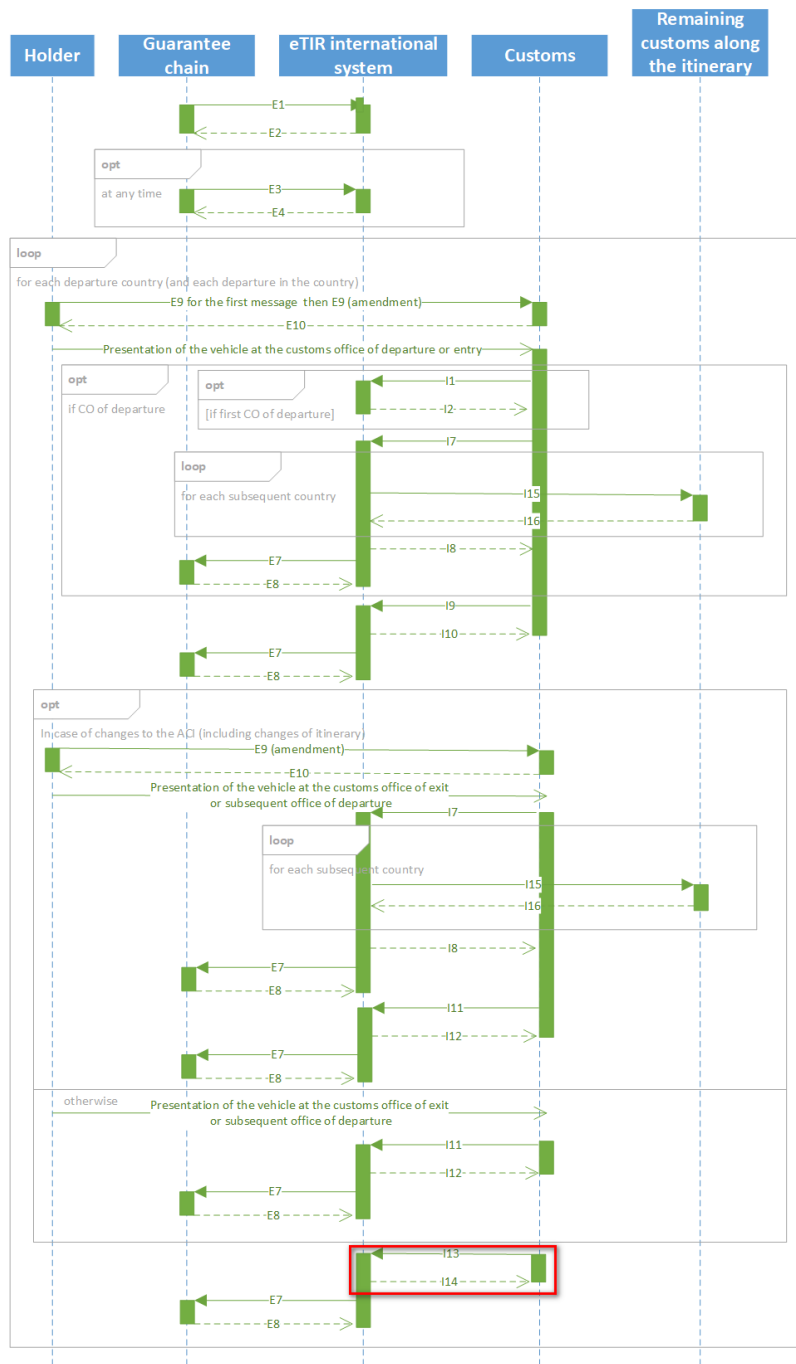 Holder
Guarantee
chain
eTIR international
system
Customs
Remaining
customs along
the itinerary
E1
E2
opt
at any time
E3
E4
loop
for each departure country (and each departure in the country)
E9 for the first message then E9 (amendment)
E10
Presentation of the vehicle at the customs office of departure or entry
opt
if CO of departure
opt
[if first CO of departure]
I1
I2
I7
loop
for each subsequent country
I15
I16
I8
E7
E8
I9
I10
E7
E8
opt
In case of changes to the ACI (including changes of itinerary)
E9 (amendment)
E10
Presentation of the vehicle at the customs office of exit
or subsequent office of departure
I7
loop
for each subsequent country
I15
I16
I8
E7
E8
I11
I12
E7
E8
otherwise
Presentation of the vehicle at the customs office of exit
or subsequent office of departure
I11
I12
E7
E8
I13
I14
E7
E8